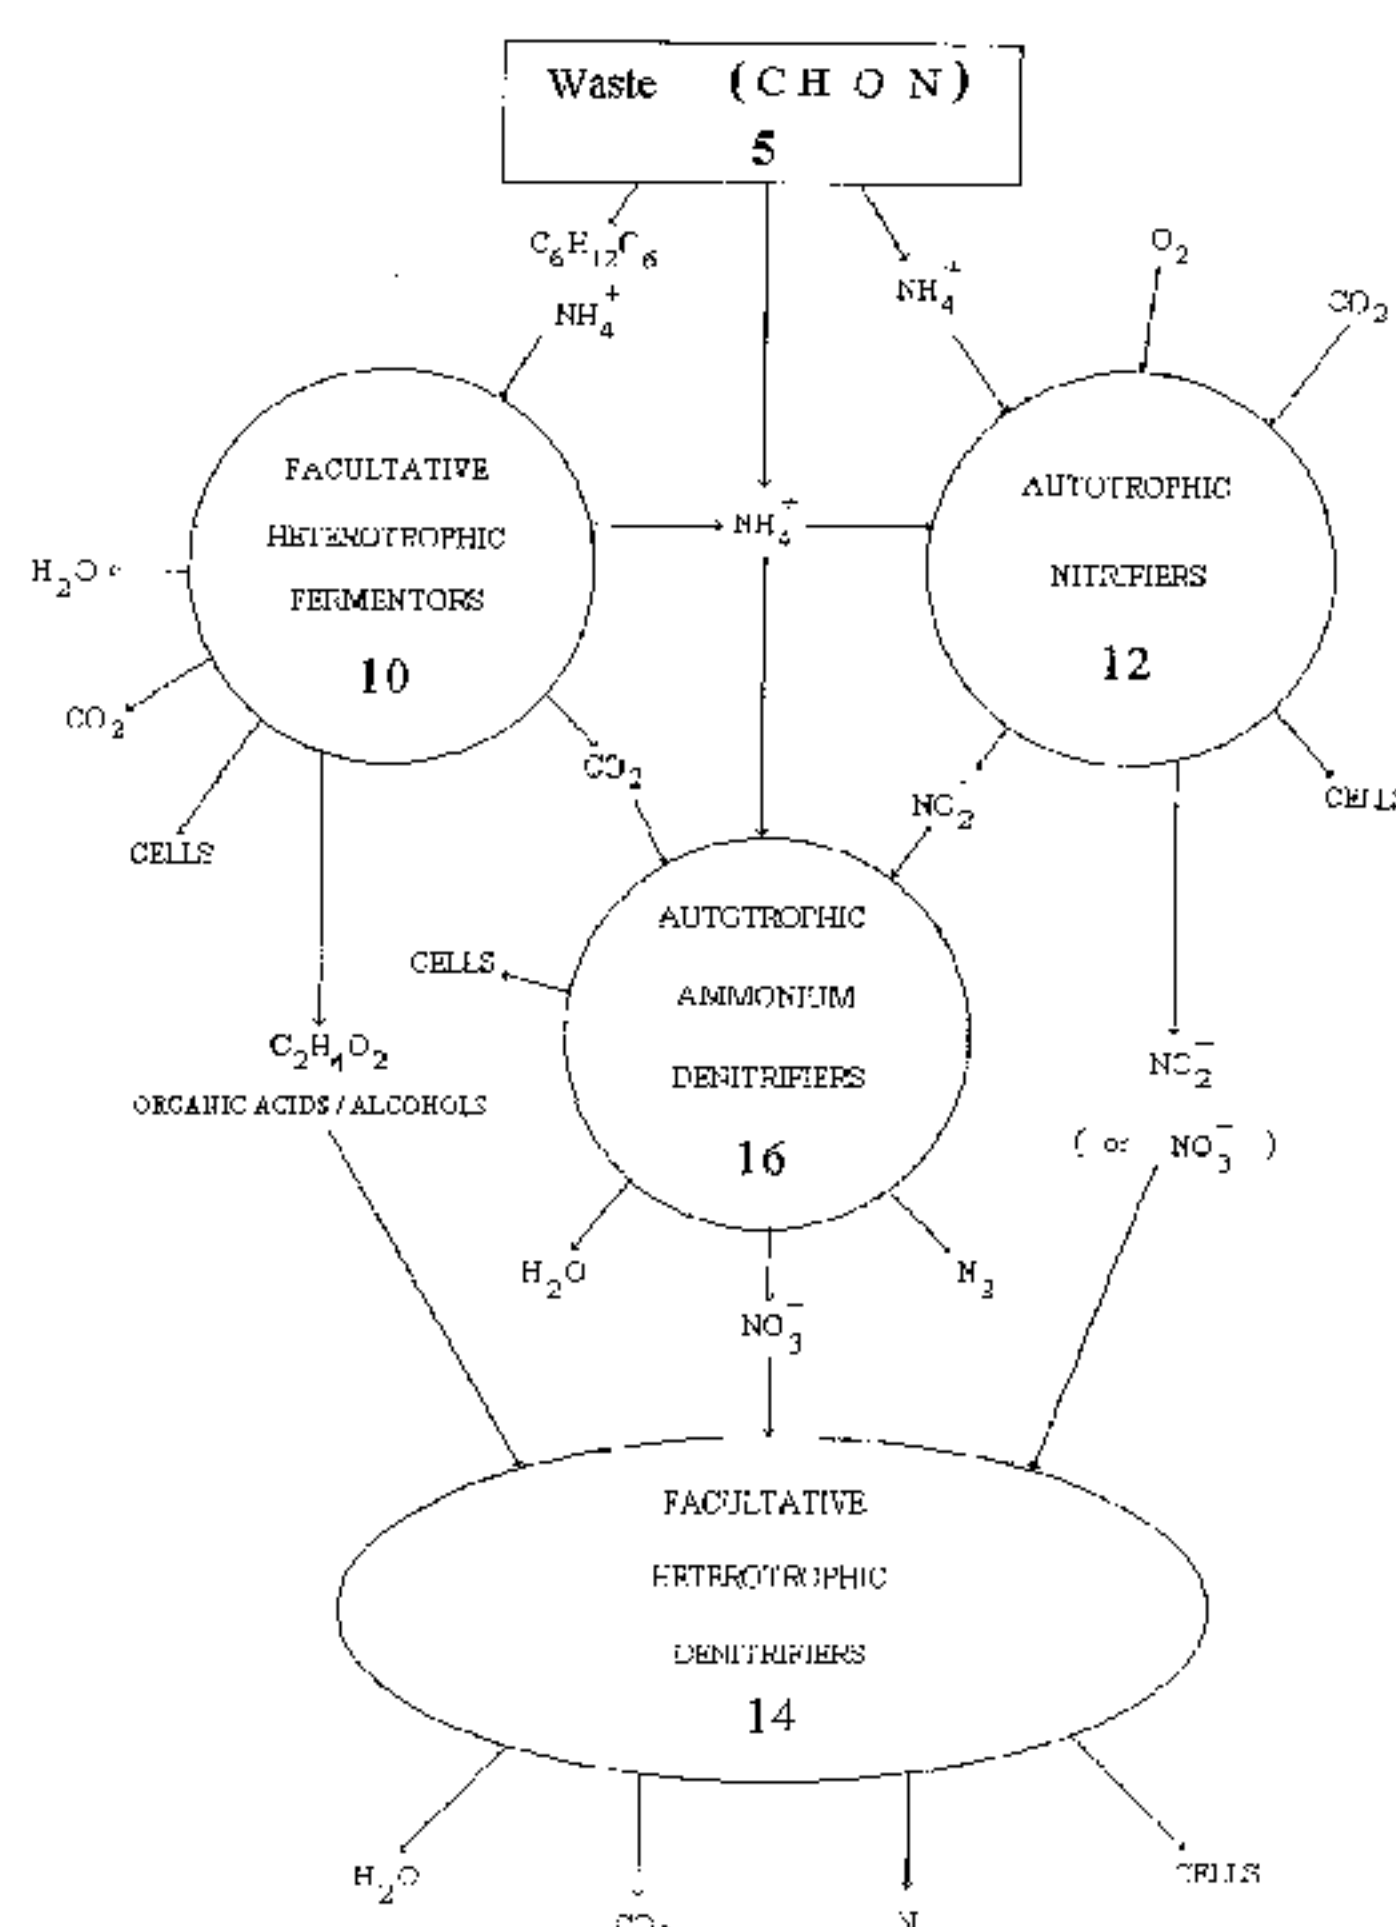 Waste (CHON)
5
C6H12O6
NH4+
NH4+
O2
CO2
FACULTATIVE
HETEROTROPHIC
FERMENTORS
10
H2O
CO2
CELLS
NH4+
AUTOTROPHIC
NITRIFIERS
12
CO2
NO2-
CELLS
AUTOTROPHIC
AMMONIUM
DENITRIFIERS
16
CELLS
C2H4O2
ORGANIC ACIDS / ALCOHOLS
NO2-
( or NO3- )
H2O
N2
NO3-
FACULTATIVE
HETEROTROPHIC
DENITRIFIERS
14
H2O
CELLS